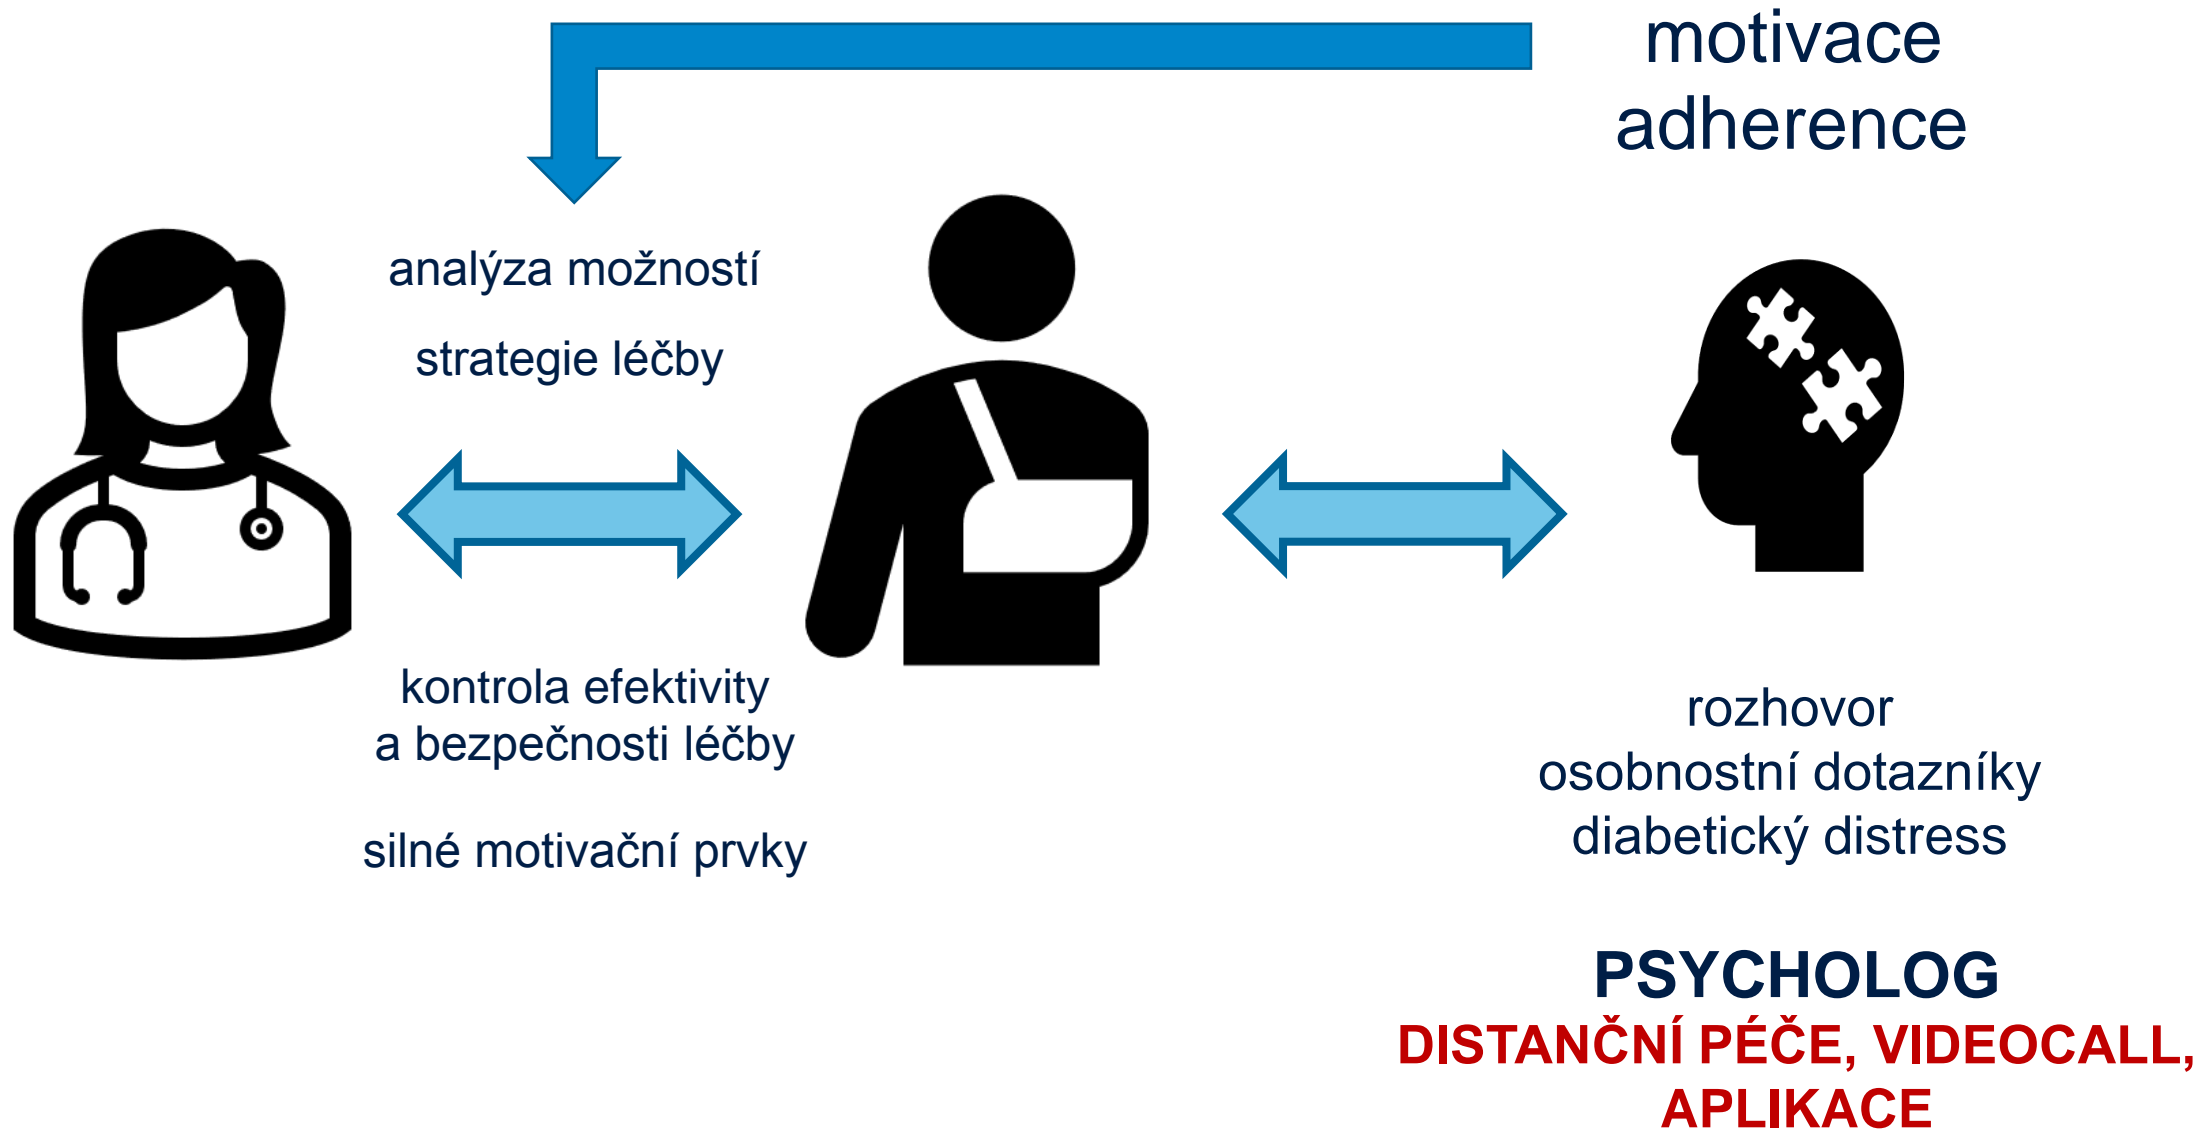 motivace
adherence
analýza možností
strategie léčby
kontrola efektivity
a bezpečnosti léčby
silné motivační prvky
rozhovor
osobnostní dotazníky
diabetický distress
PSYCHOLOG
DISTANČNÍ PÉČE, VIDEOCALL,
APLIKACE